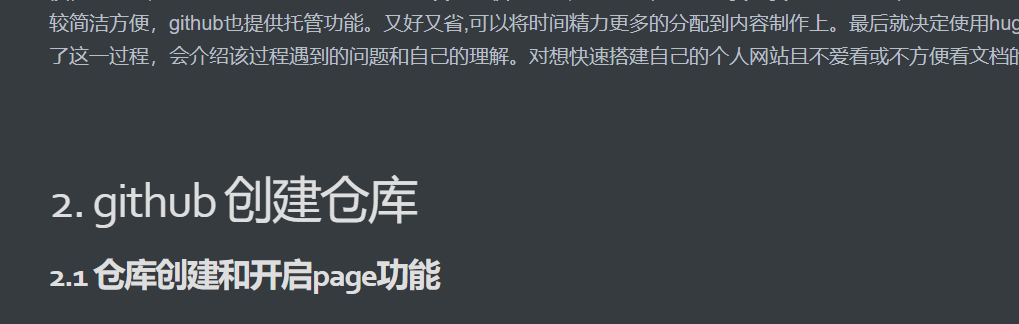 较简洁方便，github也提供托管功能。又好又省,可以将时间精力更多的分配到内容制作上。最后就决定使用hug
了这一过程，会介绍该过程遇到的问题和自己的理解。对想快速搭建自己的个人网站且不爱看或不方便看文档的
2. github 创建仓库
2.1 仓库创建和开启page功能